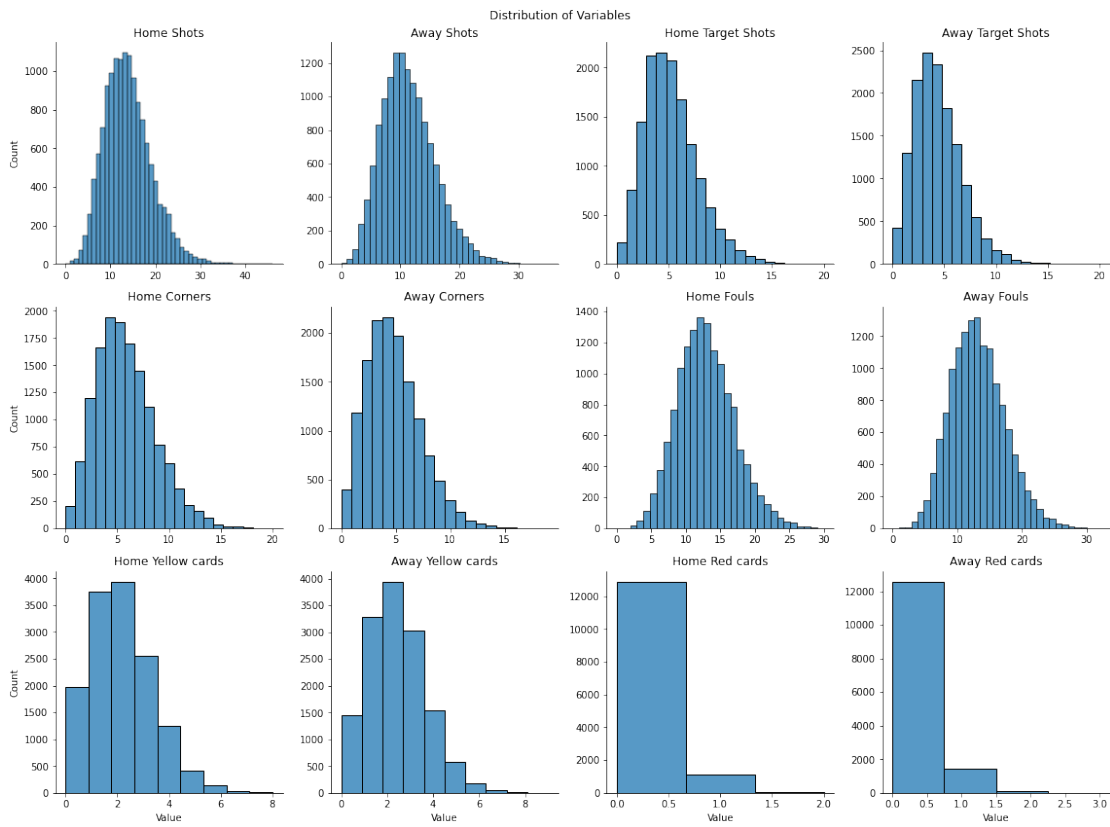 Distribution of Variables
Home Shots
Away Shots
Home Target Shots
Away Target Shots
Count
1000
800
600
400
200
0
0 10 20 30 40
1200
1000
800
600
400
200
0
0 10 20 30
2000
1500
1000
500
0
0 5 10 15 20
2500
2000
1500
1000
500
0
0 5 10 15 20
Home Corners
Away Corners
Home Fouls
Away Fouls
Count
2000
1750
1500
1250
1000
750
500
250
0
0 5 10 15 20
2000
1500
1000
500
0
0 5 10 15
1400
1200
1000
800
600
400
200
0
0 5 10 15 20 25 30
1200
1000
800
600
400
200
0
0 10 20 30
Home Yellow cards
Away Yellow cards
Home Red cards
Away Red cards
Count
4000
3500
3000
2500
2000
1500
1000
500
0
0 2 4 6 8
Value
4000
3500
3000
2500
2000
1500
1000
500
0
0 2 4 6 8
Value
12000
10000
8000
6000
4000
2000
0
0.0 0.5 1.0 1.5 2.0
Value
12000
10000
8000
6000
4000
2000
0
0.0 0.5 1.0 1.5 2.0 2.5 3.0
Value